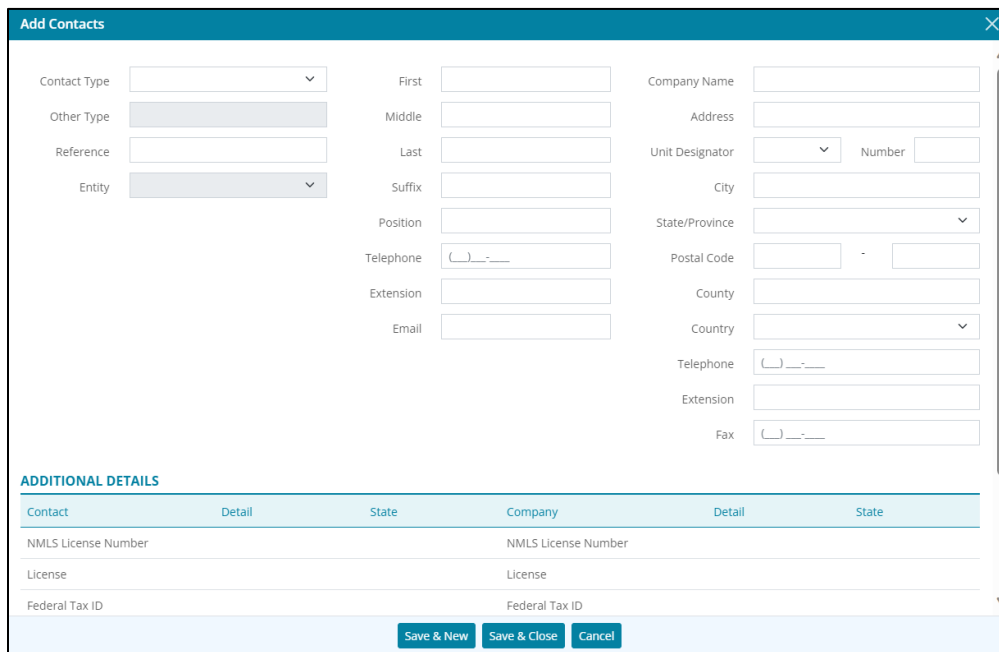 Add Contacts
Contact Type First Company Name
Other Type Middle Address
Reference Last Unit Designator Number
Entity Suffix City
Position State/Province
Telephone (__)___-____ Postal Code -
Extension County
Email Country
Telephone (__) ___-____
Extension
Fax (__) ___-____
ADDITIONAL DETAILS
Contact Detail State Company Detail State
NMLS License Number NMLS License Number
License License
Federal Tax ID Federal Tax ID
Save & New Save & Close Cancel